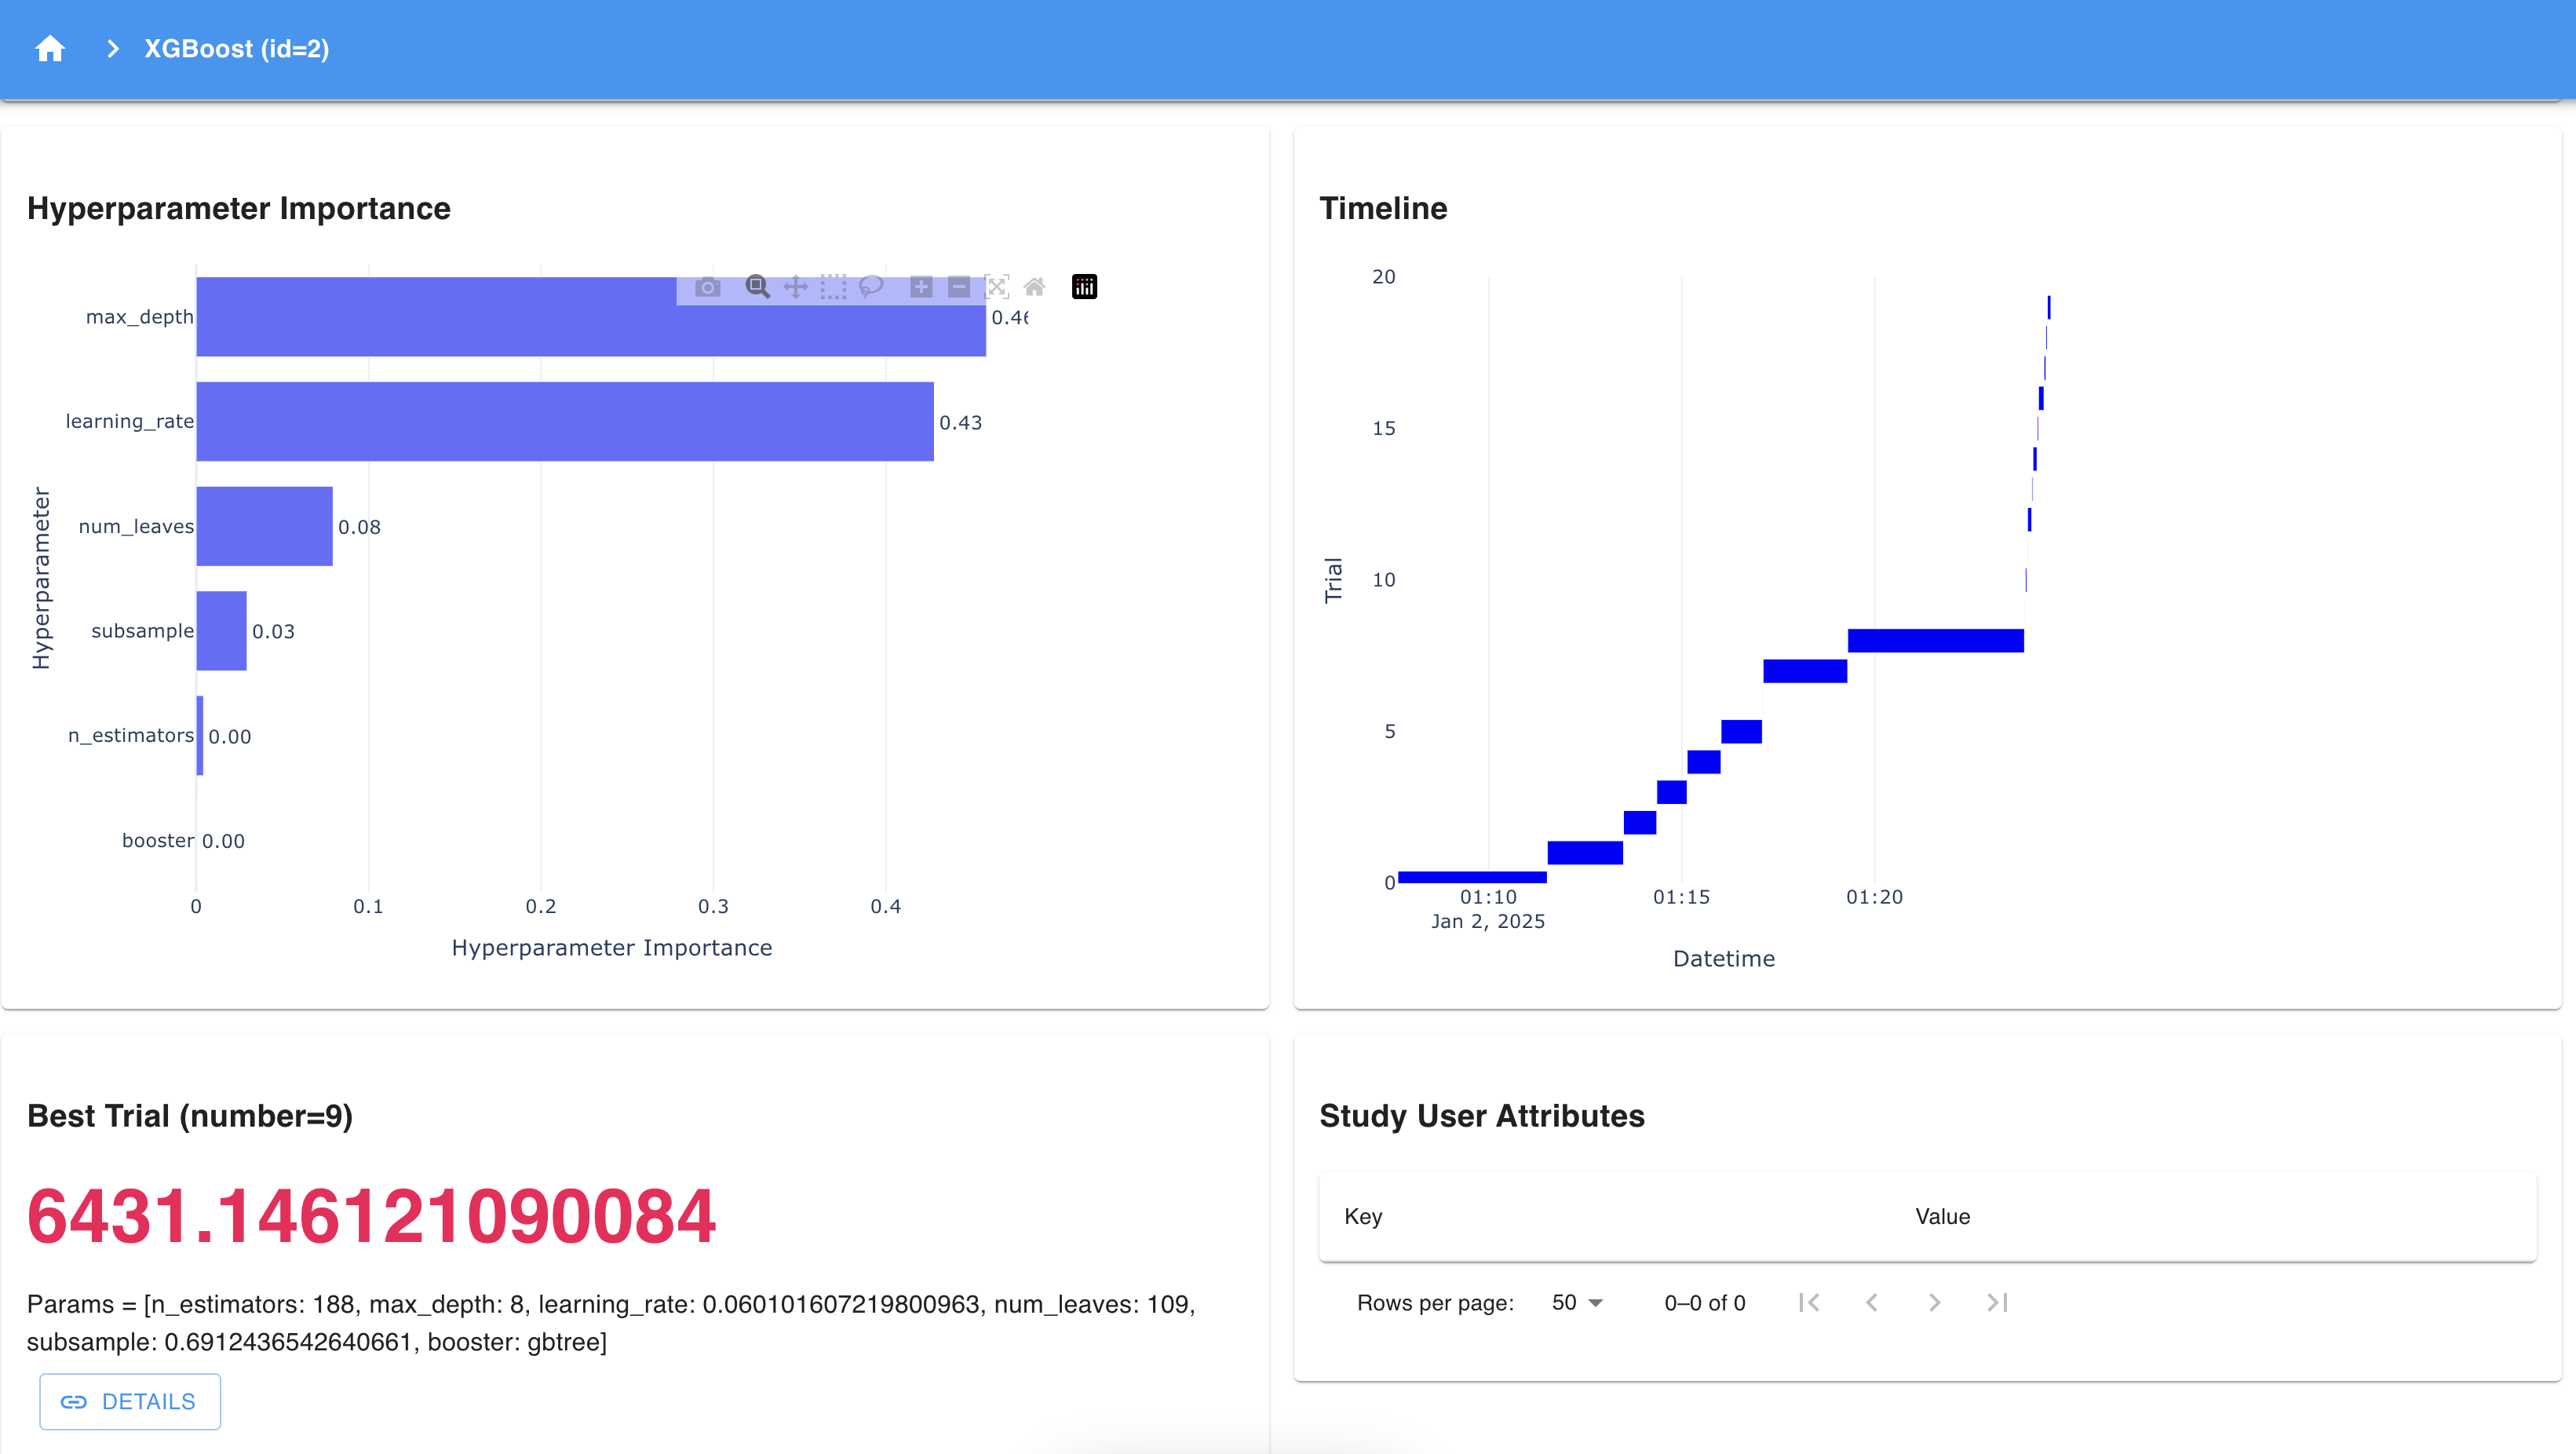 XGBoost (id=2)
Hyperparameter Importance
max_depth
0.46
learning_rate
0.43
num_leaves
0.08
subsample
0.03
n_estimators
0.00
booster
0.00
Hyperparameter
0 0.1 0.2 0.3 0.4
Hyperparameter Importance
Timeline
20
15
10
5
0
Trial
01:10 01:15 01:20
Jan 2, 2025
Datetime
Best Trial (number=9)
6431.146121090084
Params = [n_estimators: 188, max_depth: 8, learning_rate: 0.060101607219800963, num_leaves: 109,
subsample: 0.6912436542640661, booster: gbtree]
DETAILS
Study User Attributes
Key Value
Rows per page: 50 0–0 of 0